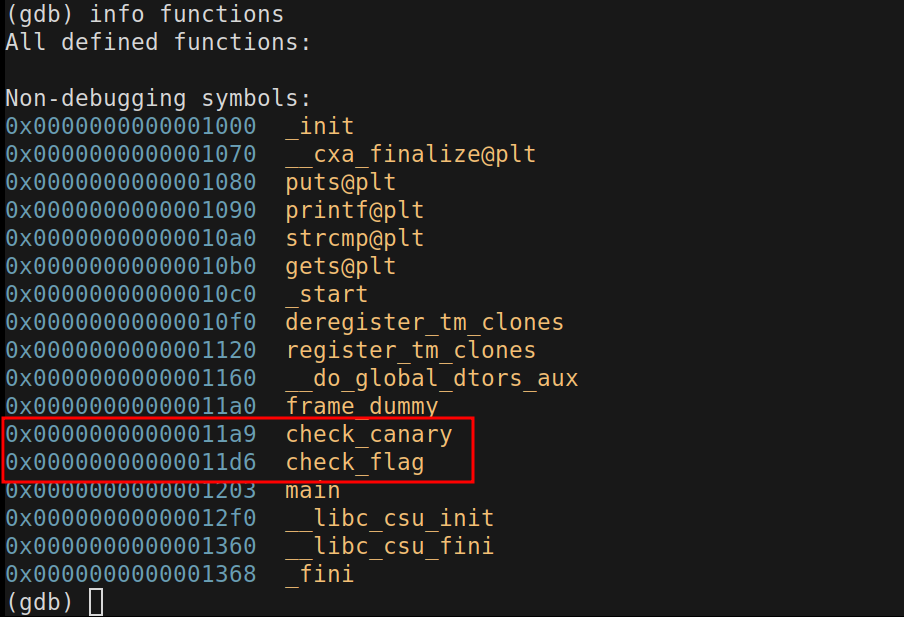 (gdb) info functions
All defined functions:
Non-debugging symbols:
0x0000000000001000  _init
0x0000000000001070  __cxa_finalize@plt
0x0000000000001080  puts@plt
0x0000000000001090  printf@plt
0x00000000000010a0  strcmp@plt
0x00000000000010b0  gets@plt
0x00000000000010c0  _start
0x00000000000010f0  deregister_tm_clones
0x0000000000001120  register_tm_clones
0x0000000000001160  __do_global_dtors_aux
0x00000000000011a0  frame_dummy
0x00000000000011a9  check_canary
0x00000000000011d6  check_flag
0x0000000000001203  main
0x00000000000012f0  __libc_csu_init
0x0000000000001360  __libc_csu_fini
0x0000000000001368  _fini
(gdb)